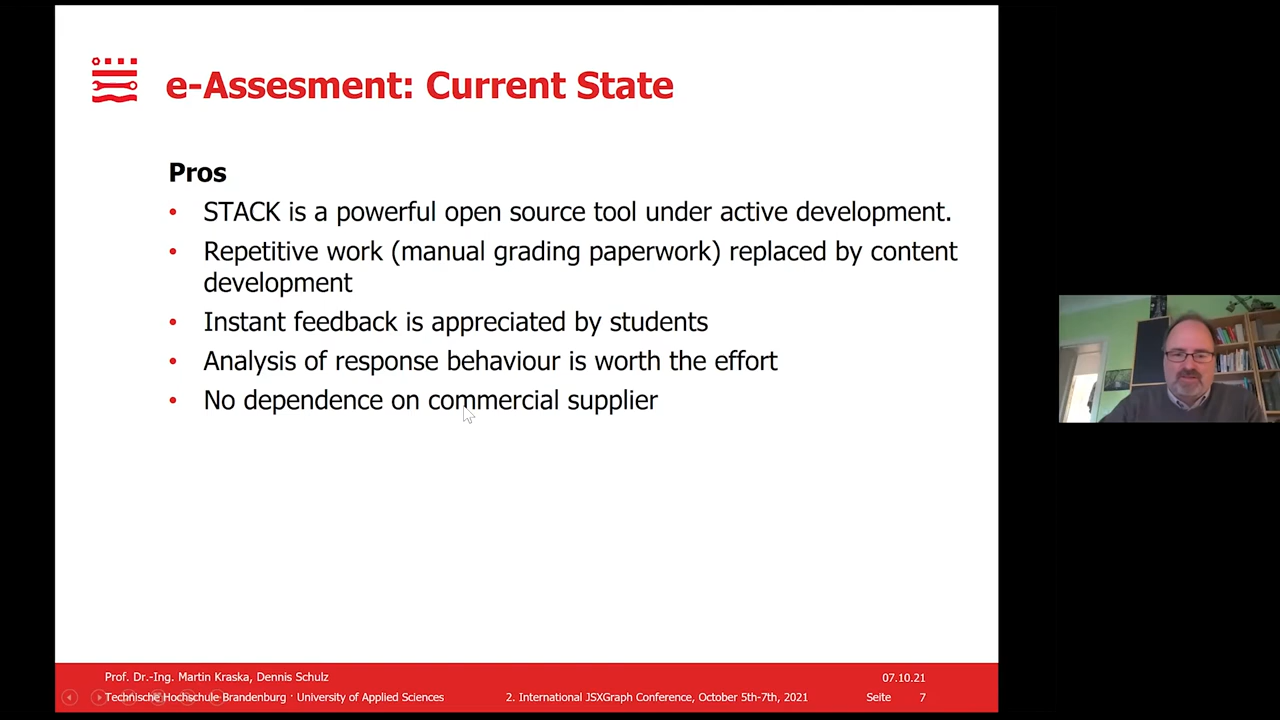 e-Assesment: Current State
Pros
• STACK is a powerful open source tool under active development.
• Repetitive work (manual grading paperwork) replaced by content
development
• Instant feedback is appreciated by students
• Analysis of response behaviour is worth the effort
• No dependence on commercial supplier
Prof. Dr.-Ing. Martin Kraska, Dennis Schulz
07.10.21
Technische Hochschule Brandenburg · University of Applied Sciences
2. International JSXGraph Conference, October 5th-7th, 2021
Seite 7